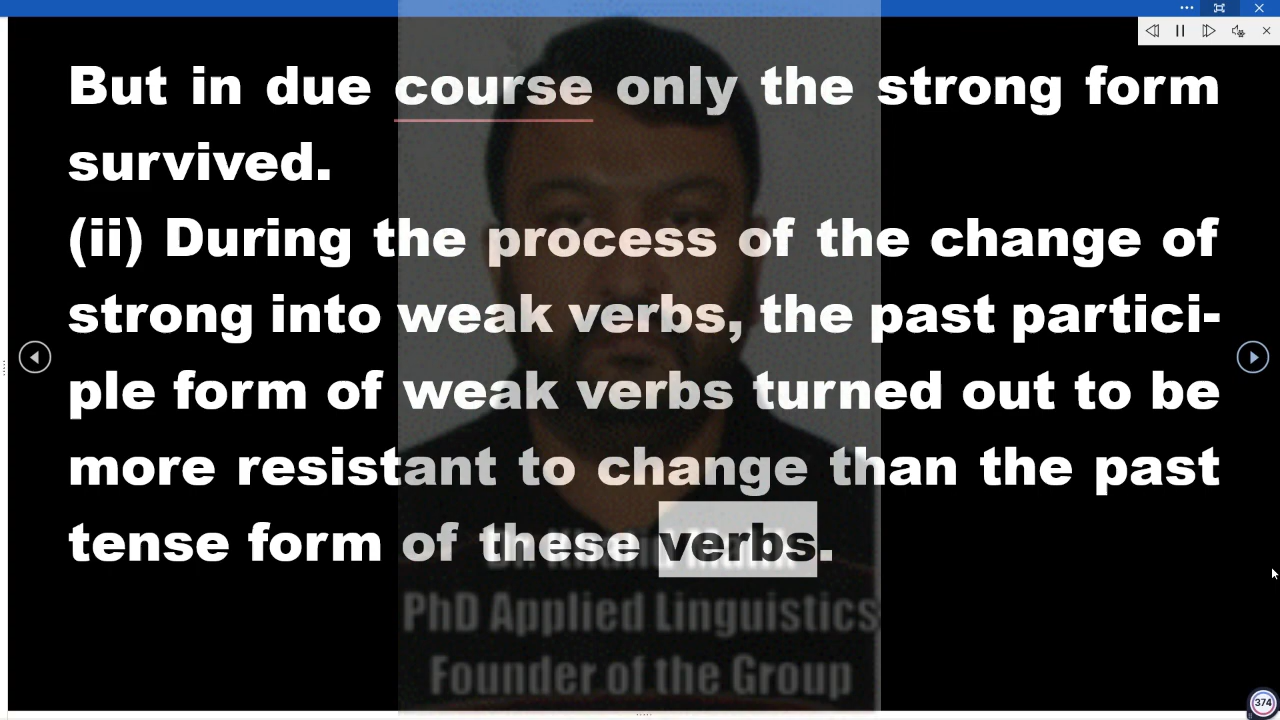 But in due course only the strong form
survived.
(ii) During the process of the change of
strong into weak verbs, the past partici-
ple form of weak verbs turned out to be
more resistant to change than the past
tense form of these verbs.
PhD Applied Linguistics
Founder of the Group
374